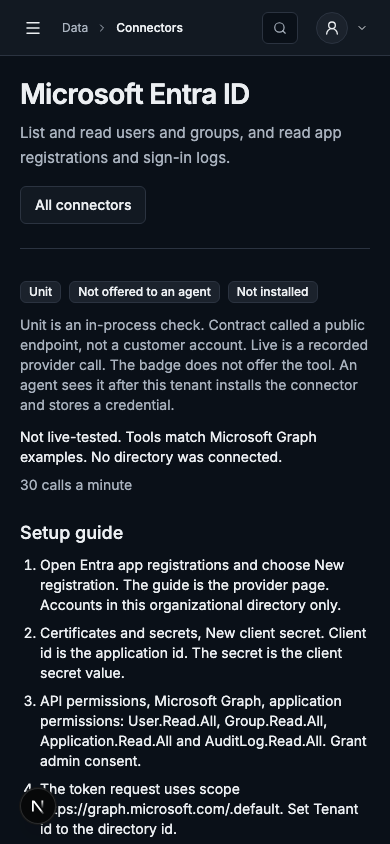 Data > Connectors
Microsoft Entra ID
List and read users and groups, and read app
registrations and sign-in logs.
All connectors
Unit Not offered to an agent Not installed
Unit is an in-process check. Contract called a public
endpoint, not a customer account. Live is a recorded
provider call. The badge does not offer the tool. An
agent sees it after this tenant installs the connector
and stores a credential.
Not live-tested. Tools match Microsoft Graph
examples. No directory was connected.
30 calls a minute
Setup guide
1. Open Entra app registrations and choose New
registration. The guide is the provider page.
Accounts in this organizational directory only.
2. Certificates and secrets, New client secret. Client
id is the application id. The secret is the client
secret value.
3. API permissions, Microsoft Graph, application
permissions: User.Read.All, Group.Read.All,
Application.Read.All and AuditLog.Read.All. Grant
admin consent.
4. The token request uses scope
ps://graph.microsoft.com/.default. Set Tenant
id to the directory id.
N